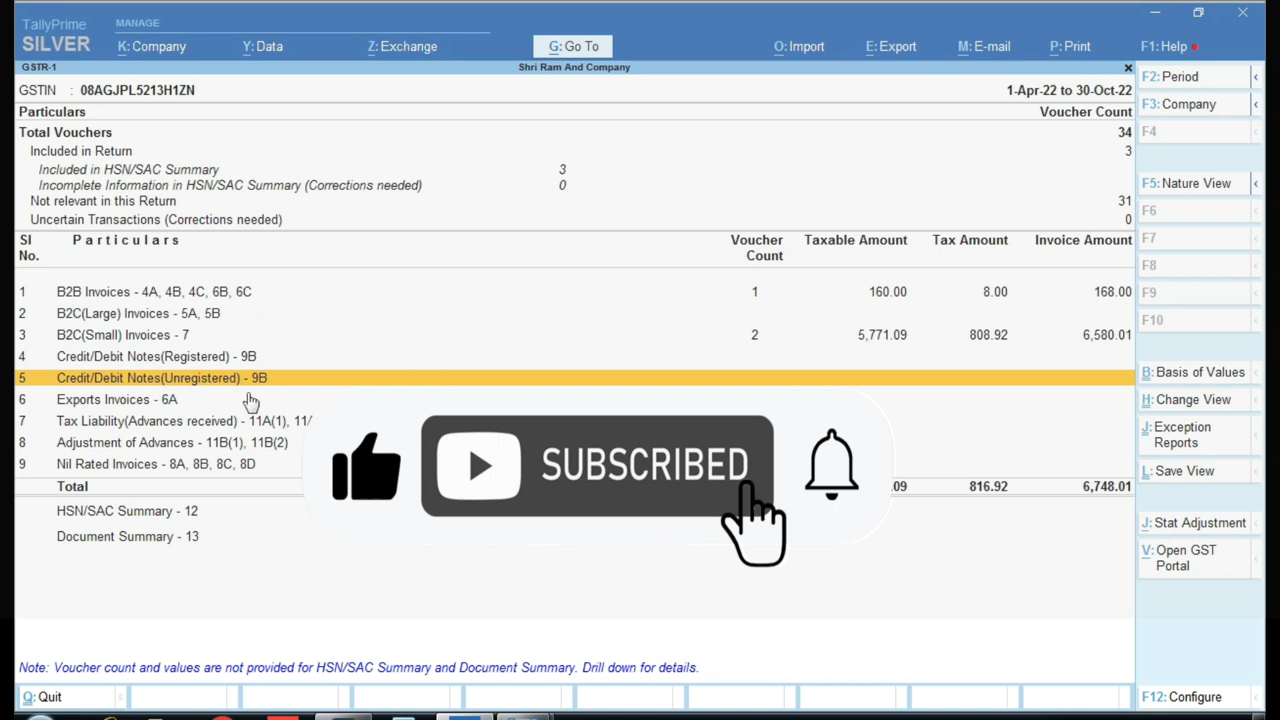 TallyPrime
SILVER
MANAGE
K: Company Y: Data Z: Exchange G: Go To O: Import E: Export M: E-mail P: Print F1: Help
GSTR-1 Shri Ram And Company
GSTIN : 08AGJPL5213H1ZN 1-Apr-22 to 30-Oct-22
Particulars Voucher Count
Total Vouchers 34
Included in Return 3
Included in HSN/SAC Summary 3
Incomplete Information in HSN/SAC Summary (Corrections needed) 0
Not relevant in this Return 31
Uncertain Transactions (Corrections needed) 0
Sl No. Particulars Voucher Count Taxable Amount Tax Amount Invoice Amount
1 B2B Invoices - 4A, 4B, 4C, 6B, 6C 1 160.00 8.00 168.00
2 B2C(Large) Invoices - 5A, 5B
3 B2C(Small) Invoices - 7 2 5,771.09 808.92 6,580.01
4 Credit/Debit Notes(Registered) - 9B
5 Credit/Debit Notes(Unregistered) - 9B
6 Exports Invoices - 6A
7 Tax Liability(Advances received) - 11A(1), 11
8 Adjustment of Advances - 11B(1), 11B(2)
9 Nil Rated Invoices - 8A, 8B, 8C, 8D
Total .09 816.92 6,748.01
HSN/SAC Summary - 12
Document Summary - 13
SUBSCRIBED
Note: Voucher count and values are not provided for HSN/SAC Summary and Document Summary. Drill down for details.
Q: Quit
F2: Period
F3: Company
F4
F5: Nature View
F6
F7
F8
F9
F10
B: Basis of Values
H: Change View
J: Exception
Reports
L: Save View
J: Stat Adjustment
V: Open GST
Portal
F12: Configure